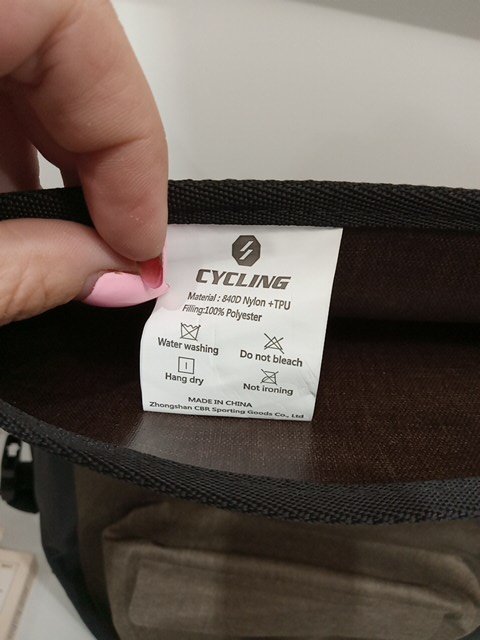 CYCLING
Material : 840D Nylon +TPU
Filling:100% Polyester
Water washing
Do not bleach
Hang dry
Not ironing
MADE IN CHINA
Zhongshan CBR Sporting Goods Co., Ltd